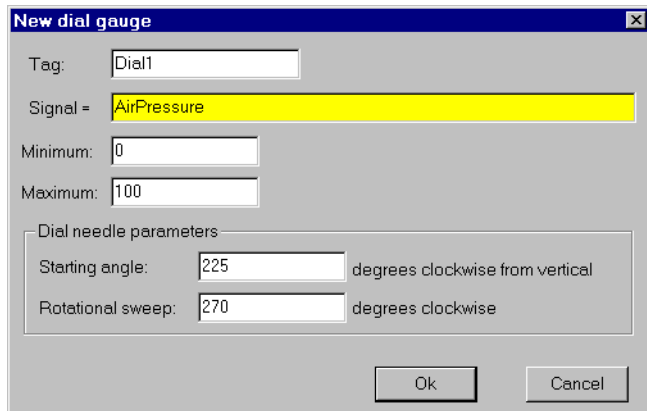 New dial gauge
Tag: Dial1
Signal = AirPressure
Minimum: 0
Maximum: 100
Dial needle parameters
Starting angle: 225 degrees clockwise from vertical
Rotational sweep: 270 degrees clockwise
Ok Cancel